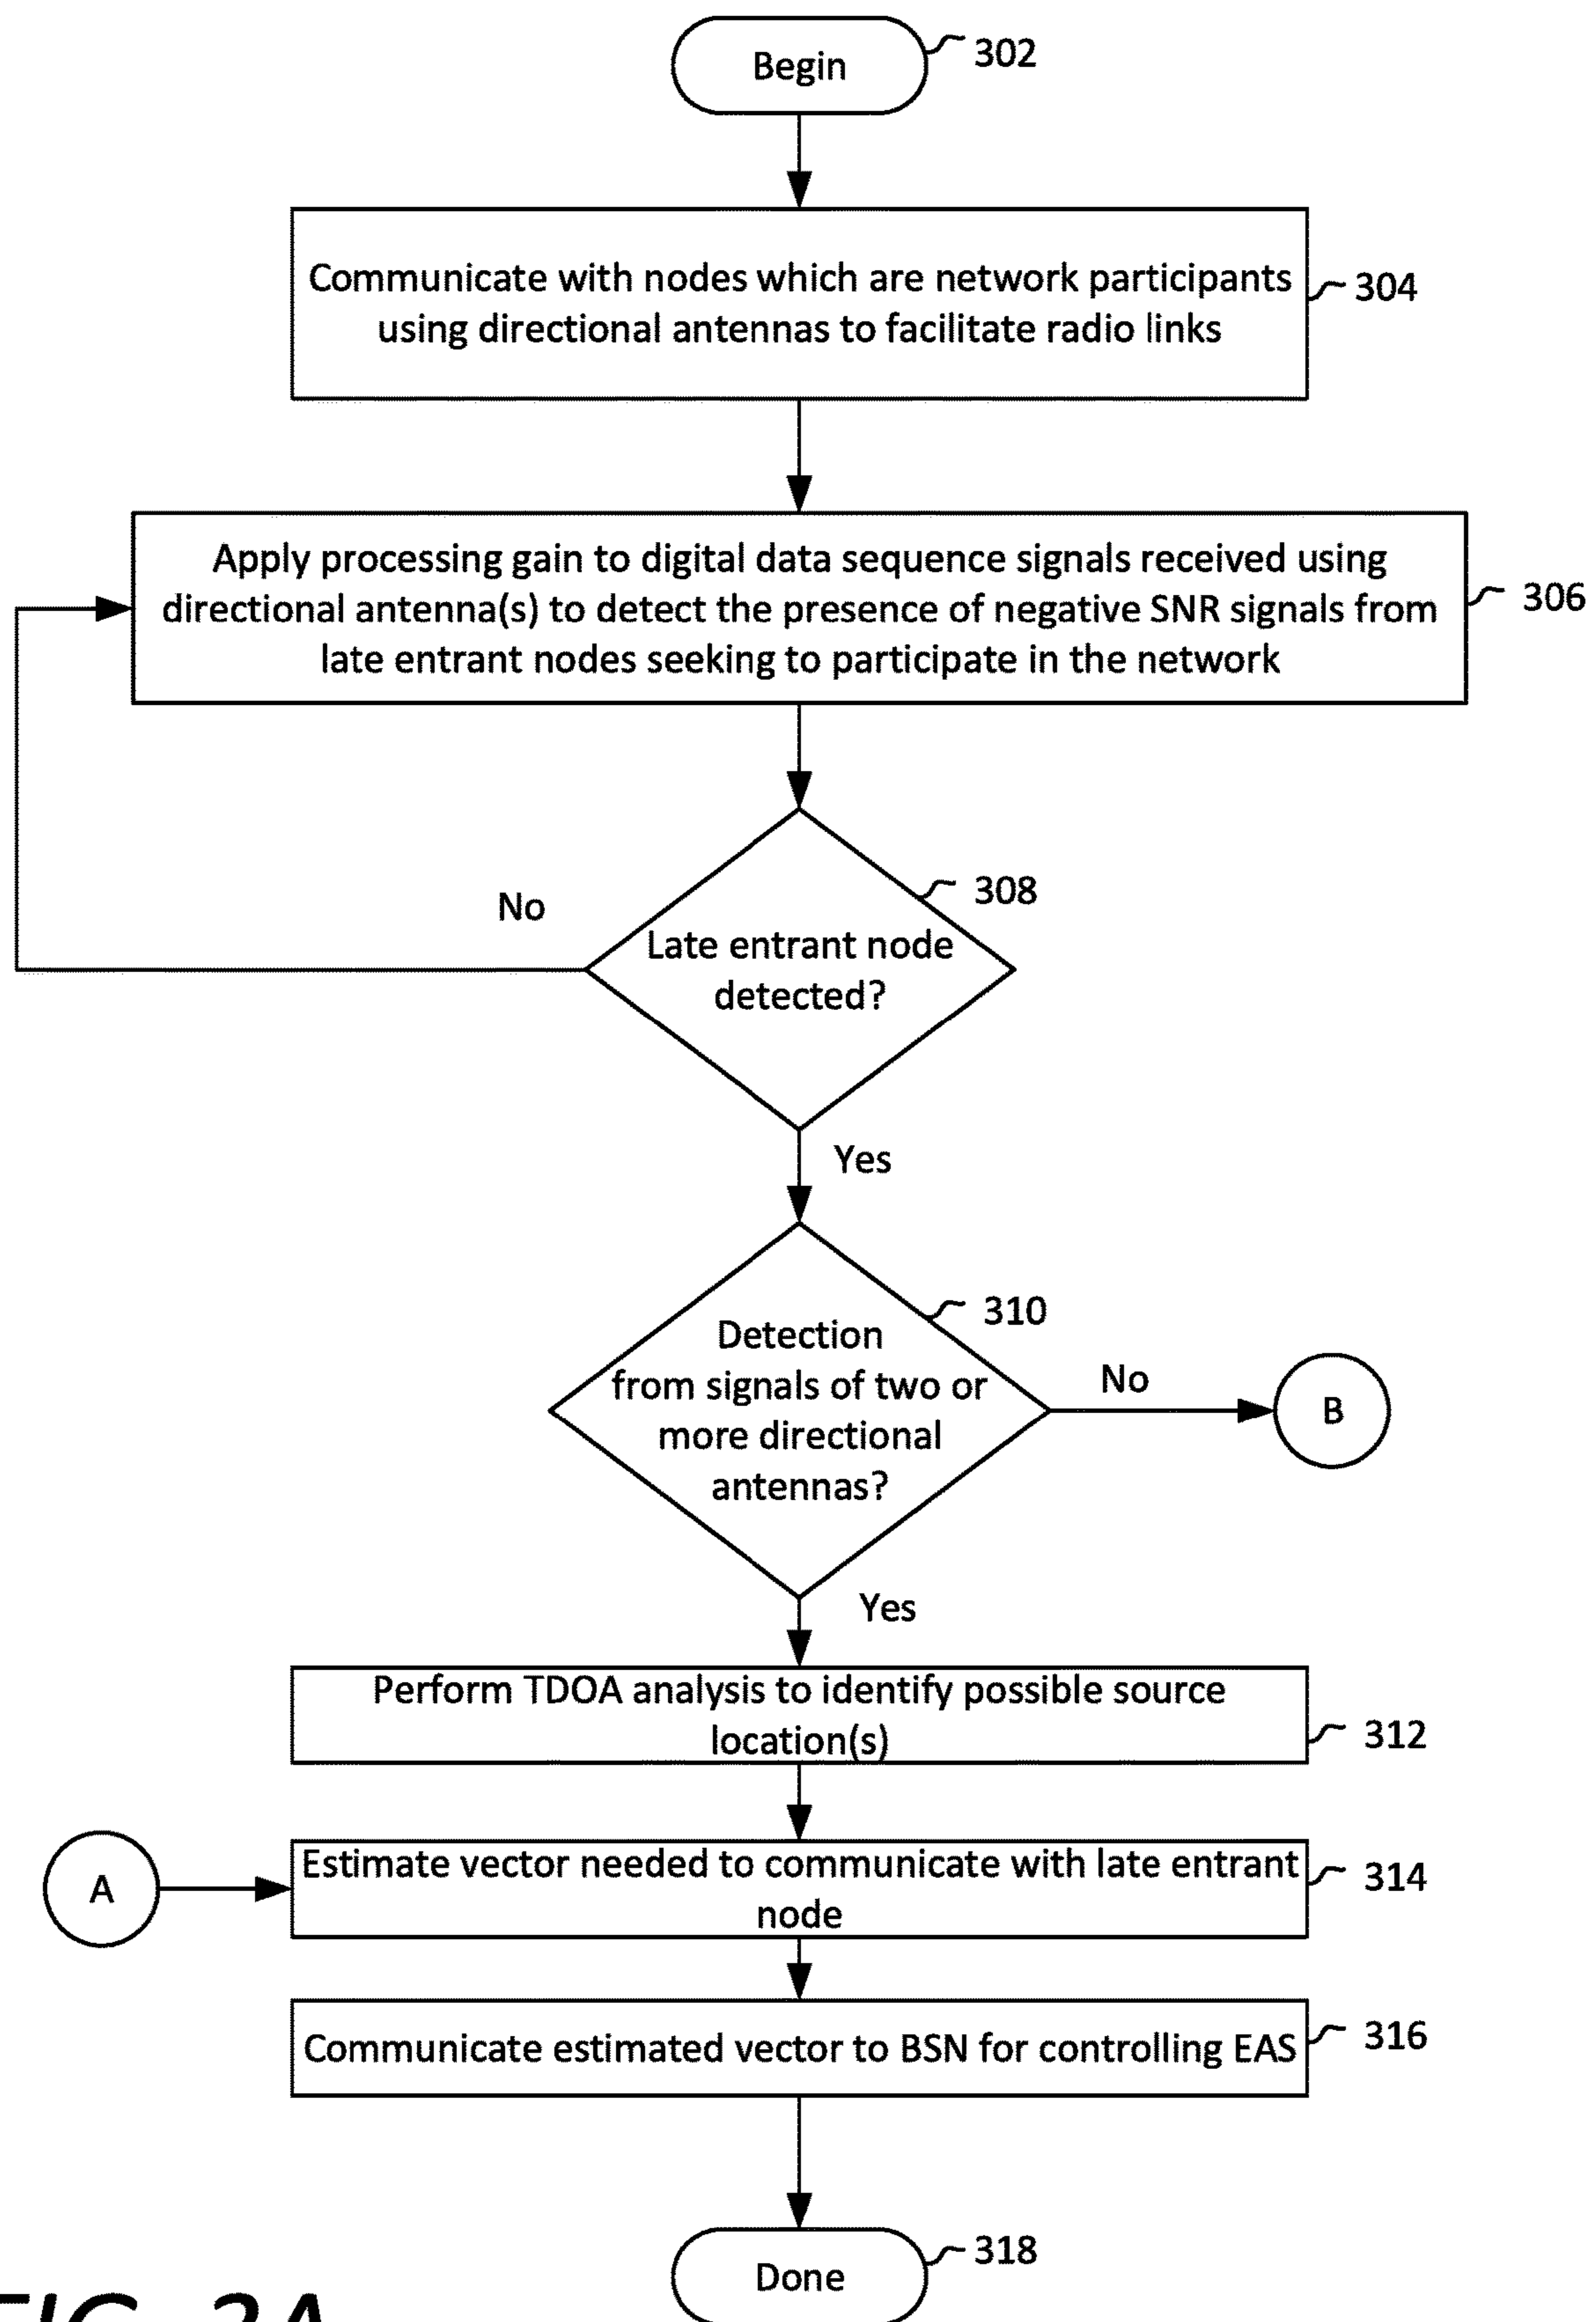 Begin
302
Communicate with nodes which are network participants
using directional antennas to facilitate radio links
304
Apply processing gain to digital data sequence signals received using
directional antenna(s) to detect the presence of negative SNR signals from
late entrant nodes seeking to participate in the network
306
No
308
Late entrant node
detected?
Yes
310
Detection
from signals of two or
more directional
antennas?
No
B
Yes
Perform TDOA analysis to identify possible source
location(s)
312
A
Estimate vector needed to communicate with late entrant
node
314
Communicate estimated vector to BSN for controlling EAS
316
Done
318